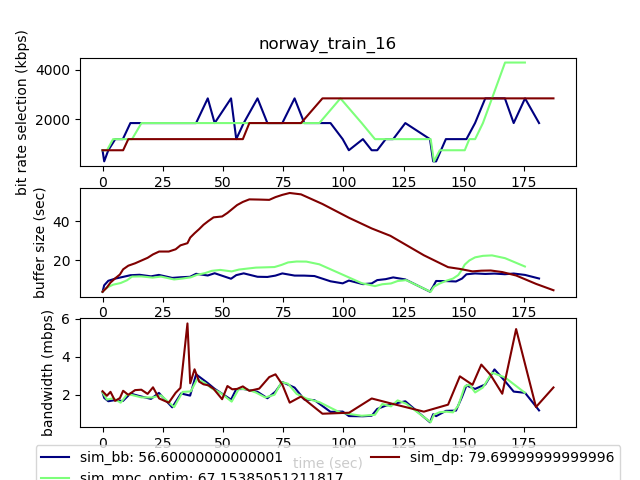 norway_train_16
bit rate selection (kbps)
4000
2000
0 25 50 75 100 125 150 175
buffer size (sec)
40
20
0 25 50 75 100 125 150 175
bandwidth (mbps)
6
4
2
0 25 50 75 100 125 150 175
time (sec)
sim_bb: 56.60000000000001
sim_dp: 79.69999999999996
sim_mpc_optim: 67.15385051211817